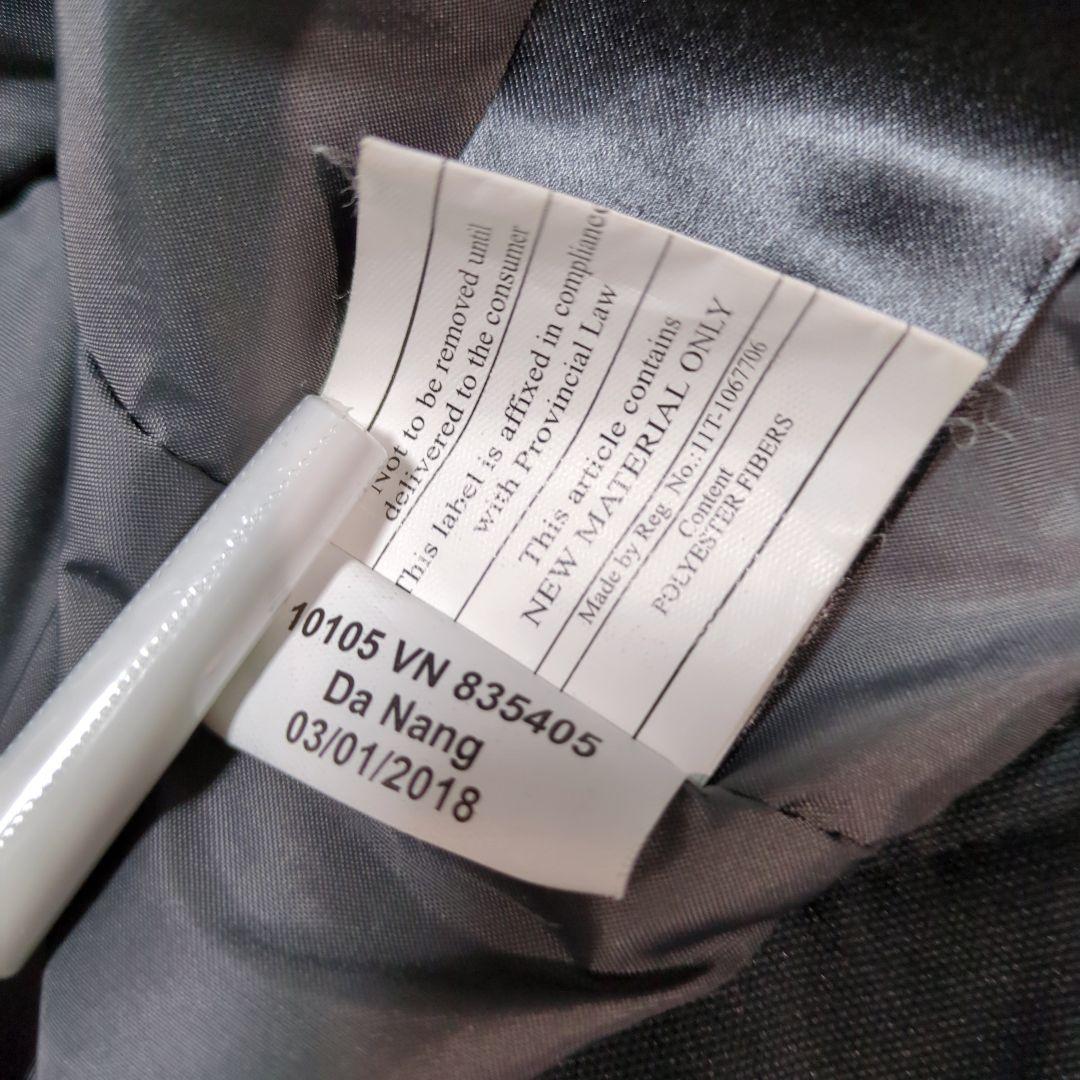 Not to be removed until
delivered to the consumer
This label is affixed in compliance
with Provincial Law
This article contains
NEW MATERIAL ONLY
Made by Reg No.:11T-1067706
Content
POLYESTER FIBERS
10105 VN 835405
Da Nang
03/01/2018